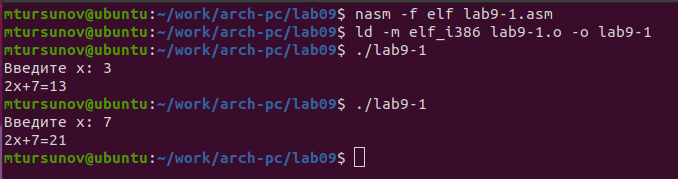 mtursunov@ubuntu:~/work/arch-pc/lab09$ nasm -f elf lab9-1.asm
mtursunov@ubuntu:~/work/arch-pc/lab09$ ld -m elf_i386 lab9-1.o -o lab9-1
mtursunov@ubuntu:~/work/arch-pc/lab09$ ./lab9-1
Введите x: 3
2x+7=13
mtursunov@ubuntu:~/work/arch-pc/lab09$ ./lab9-1
Введите x: 7
2x+7=21
mtursunov@ubuntu:~/work/arch-pc/lab09$